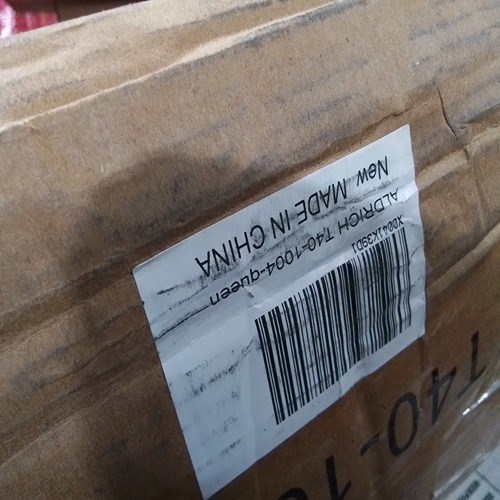 T40-10
ALDRICH T40-1004-queen
New MADE IN CHINA